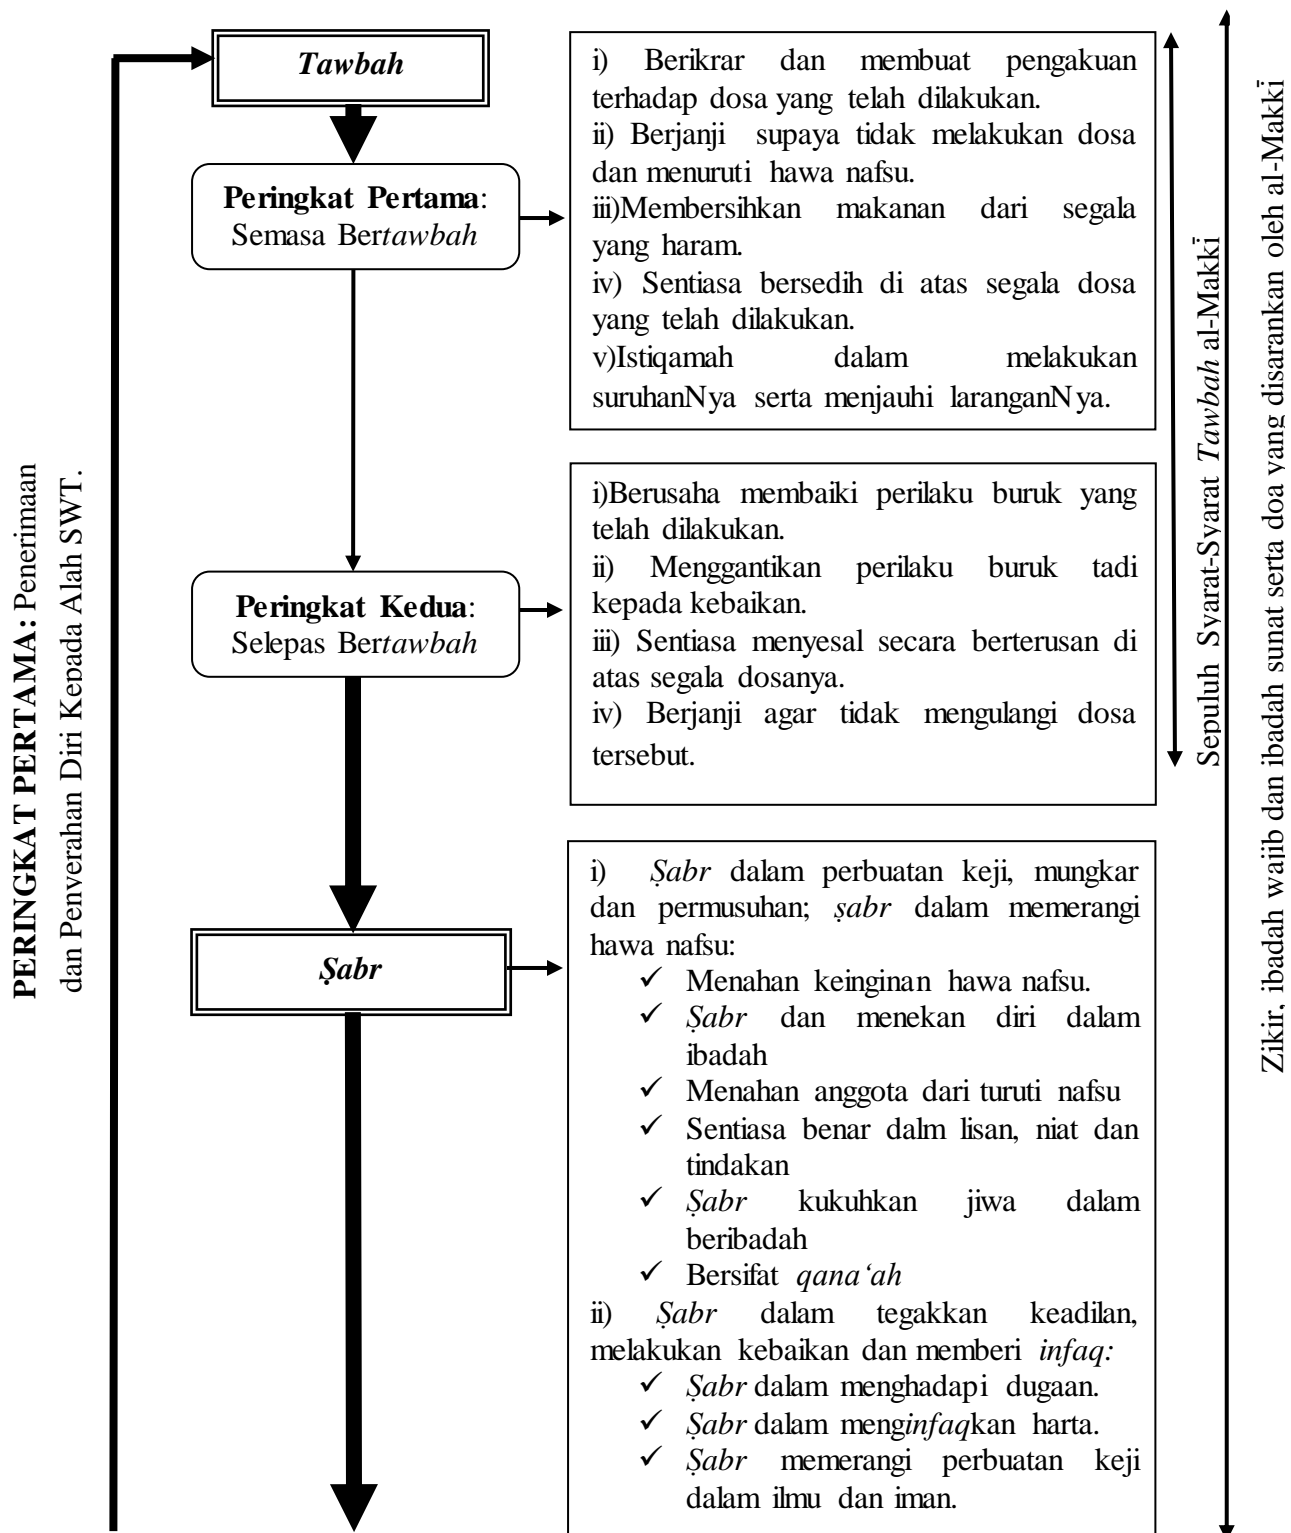 Tawbah
i) Berikrar dan membuat pengakuan
terhadap dosa yang telah dilakukan.
ii) Berjanji supaya tidak melakukan dosa
dan menuruti hawa nafsu.
iii)Membersihkan makanan dari segala
yang haram.
iv) Sentiasa bersedih di atas segala dosa
yang telah dilakukan.
v)Istiqamah dalam melakukan
suruhanNya serta menjauhi laranganNya.
Peringkat Pertama:
Semasa Bertawbah
i)Berusaha membaiki perilaku buruk yang
telah dilakukan.
ii) Menggantikan perilaku buruk tadi
kepada kebaikan.
iii) Sentiasa menyesal secara berterusan di
atas segala dosanya.
iv) Berjanji agar tidak mengulangi dosa
tersebut.
Peringkat Kedua:
Selepas Bertawbah
Ṣabr
i) Ṣabr dalam perbuatan keji, mungkar
dan permusuhan; ṣabr dalam memerangi
hawa nafsu:
✓ Menahan keinginan hawa nafsu.
✓ Ṣabr dan menekan diri dalam
ibadah
✓ Menahan anggota dari turuti nafsu
✓ Sentiasa benar dalm lisan, niat dan
tindakan
✓ Ṣabr kukuhkan jiwa dalam
beribadah
✓ Bersifat qana‘ah
ii) Ṣabr dalam tegakkan keadilan,
melakukan kebaikan dan memberi infaq:
✓ Ṣabr dalam menghadapi dugaan.
✓ Ṣabr dalam menginfaqkan harta.
✓ Ṣabr memerangi perbuatan keji
dalam ilmu dan iman.
PERINGKAT PERTAMA: Penerimaan
dan Penyerahan Diri Kepada Alah SWT.
Sepuluh Syarat-Syarat Tawbah al-Makkī
Zikir, ibadah wajib dan ibadah sunat serta doa yang disarankan oleh al-Makkī